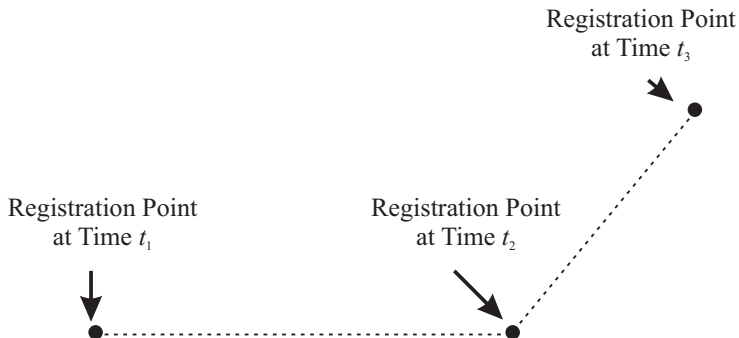 Registration Point
at Time t₃
Registration Point
at Time t₁
Registration Point
at Time t₂